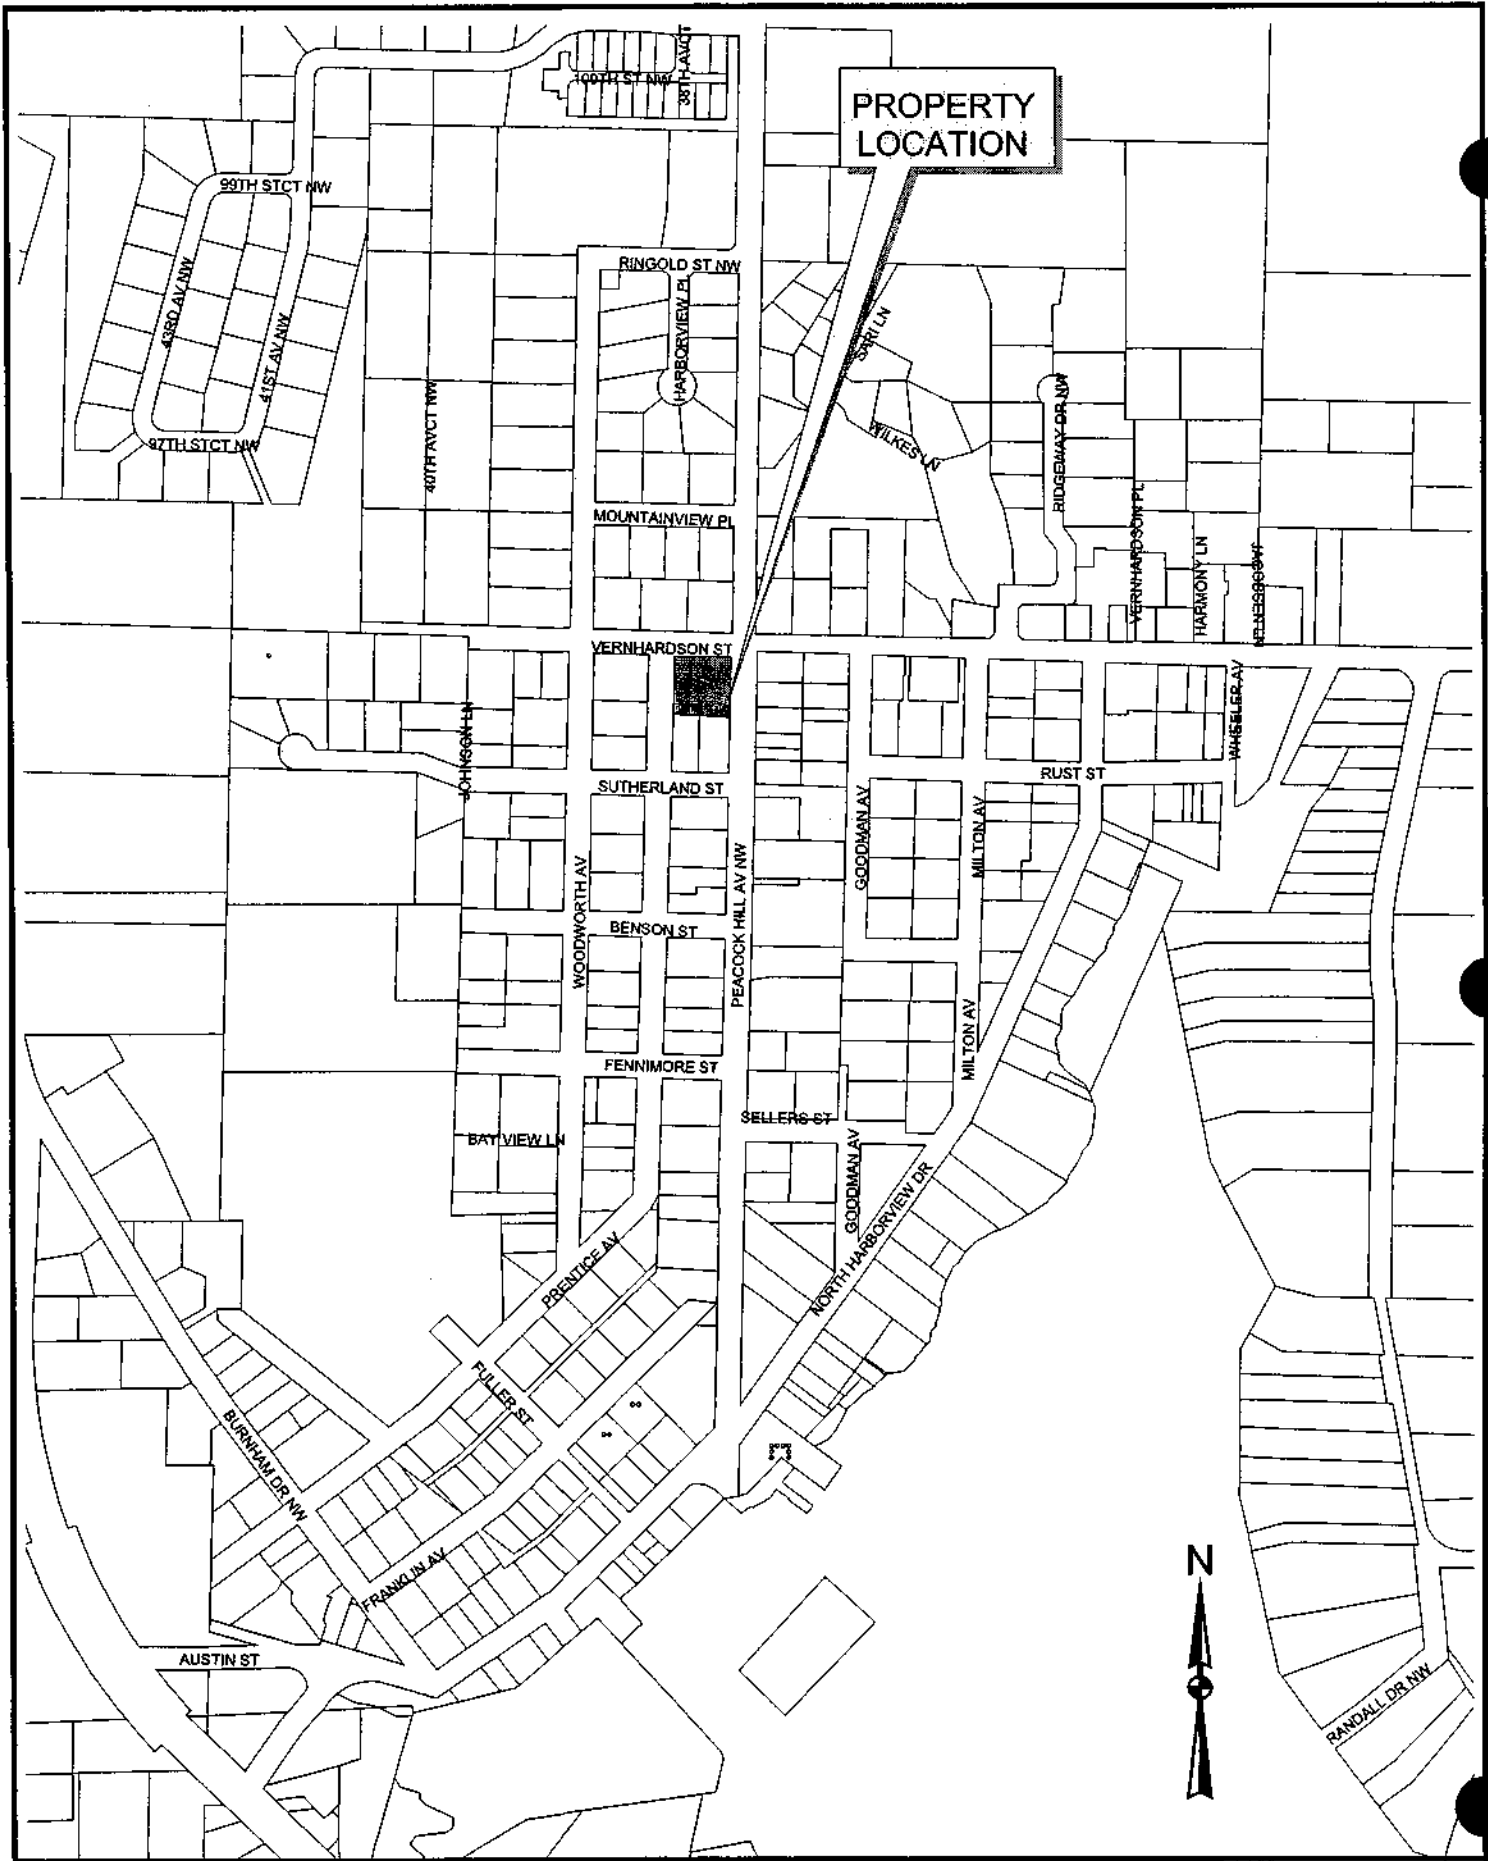 100TH ST NW
38TH AVCT
PROPERTY
LOCATION
99TH STCT NW
RINGOLD ST NW
43RD AV NW
HARBORVIEW PL
SARI LN
41ST AV NW
40TH AVCT NW
97TH STCT NW
WILKES LN
RIDGEWAY DR NW
MOUNTAINVIEW PL
VERNHARDSON PL
HARMONY LN
JACOBSEN LN
VERNHARDSON ST
JOHNSON LN
WHEELER AV
RUST ST
SUTHERLAND ST
GOODMAN AV
MILTON AV
WOODWORTH AV
PEACOCK HILL AV NW
BENSON ST
MILTON AV
FENNIMORE ST
SELLERS ST
BAY VIEW LN
GOODMAN AV
NORTH HARBORVIEW DR
PRENTICE AV
FULLER ST
BURNHAM DR NW
FRANKLIN AV
N
AUSTIN ST
RANDALL DR NW